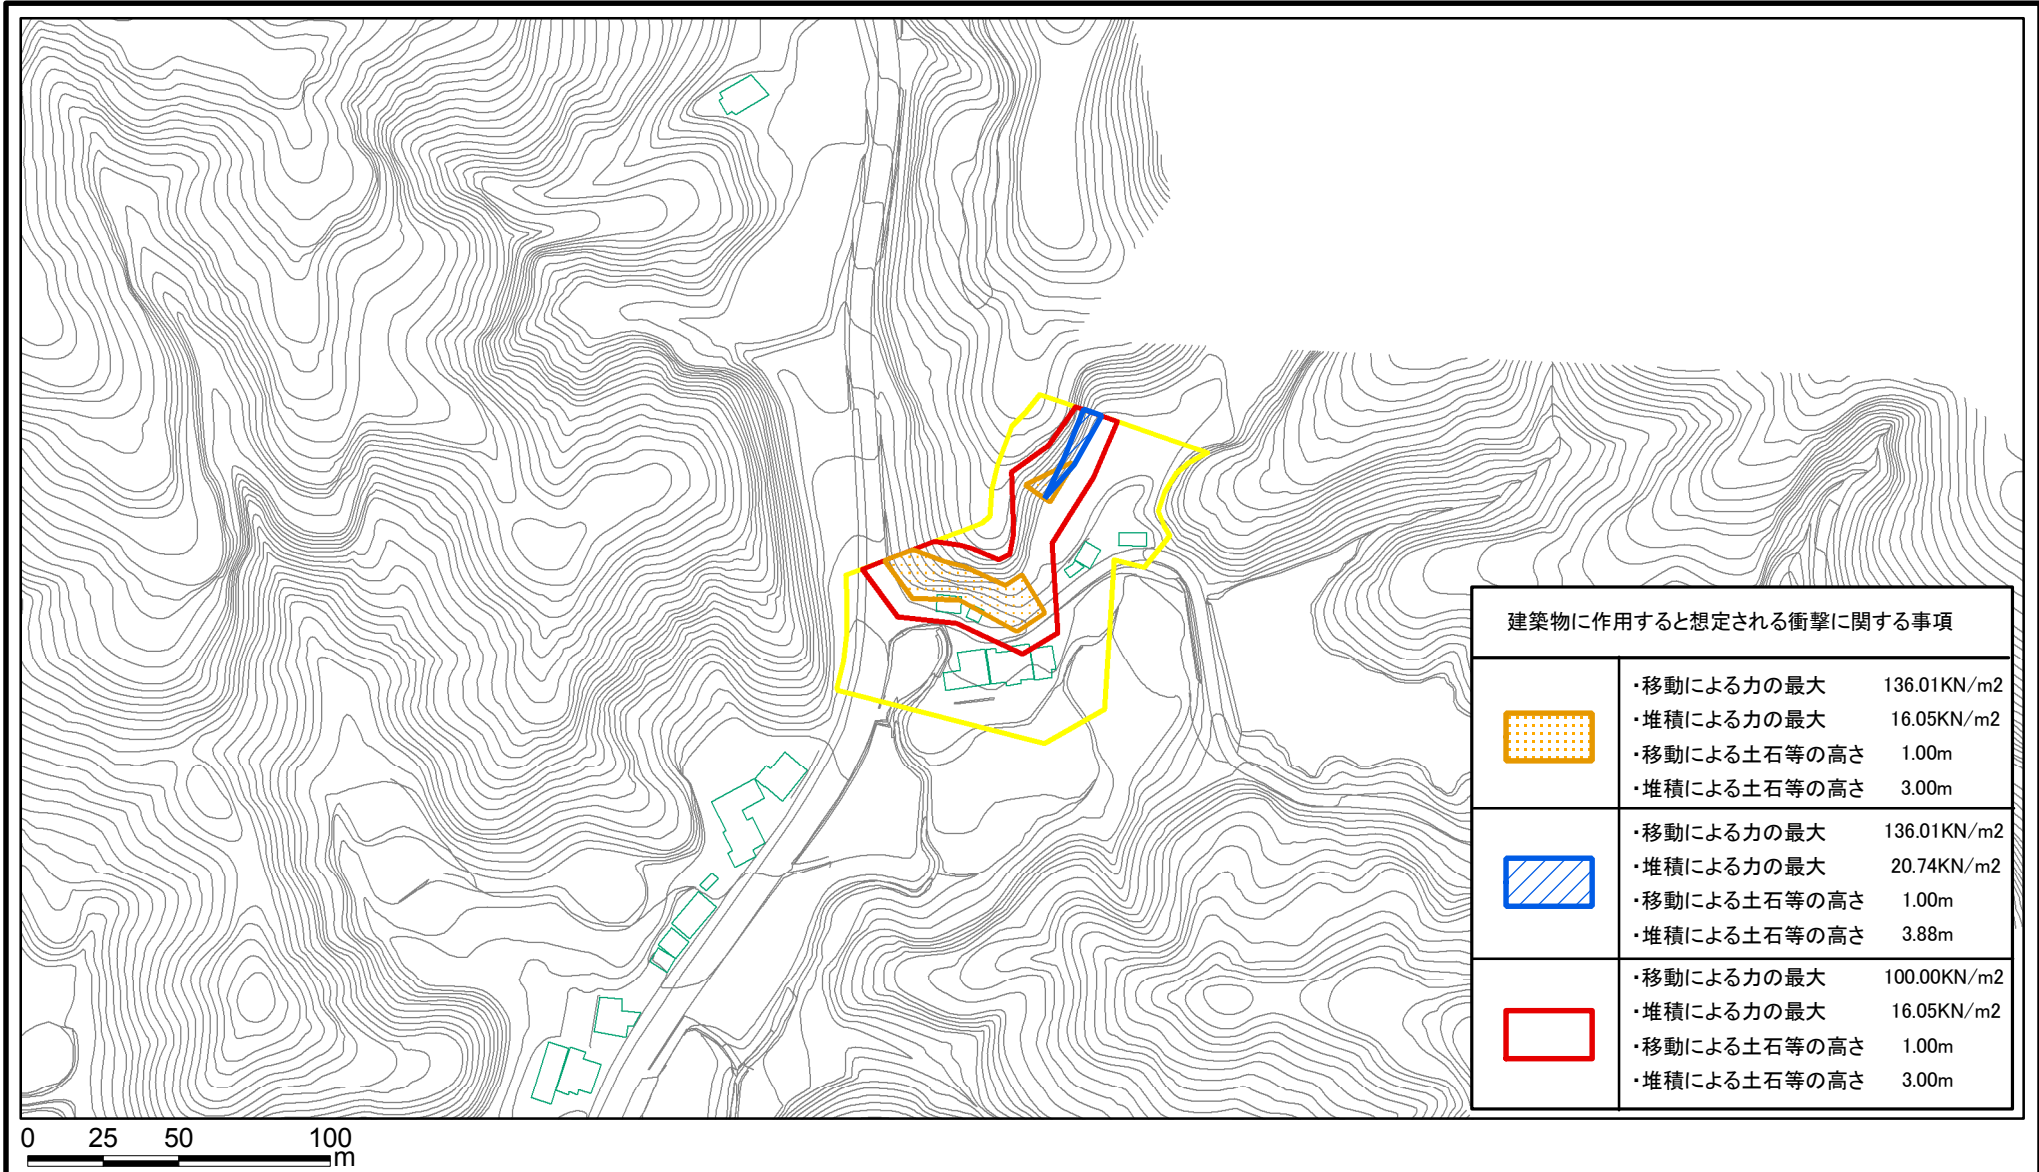 建築物に作用すると想定される衝撃に関する事項
・移動による力の最大 136.01KN/m2
・堆積による力の最大 16.05KN/m2
・移動による土石等の高さ 1.00m
・堆積による土石等の高さ 3.00m
・移動による力の最大 136.01KN/m2
・堆積による力の最大 20.74KN/m2
・移動による土石等の高さ 1.00m
・堆積による土石等の高さ 3.88m
・移動による力の最大 100.00KN/m2
・堆積による力の最大 16.05KN/m2
・移動による土石等の高さ 1.00m
・堆積による土石等の高さ 3.00m
0 25 50 100
m